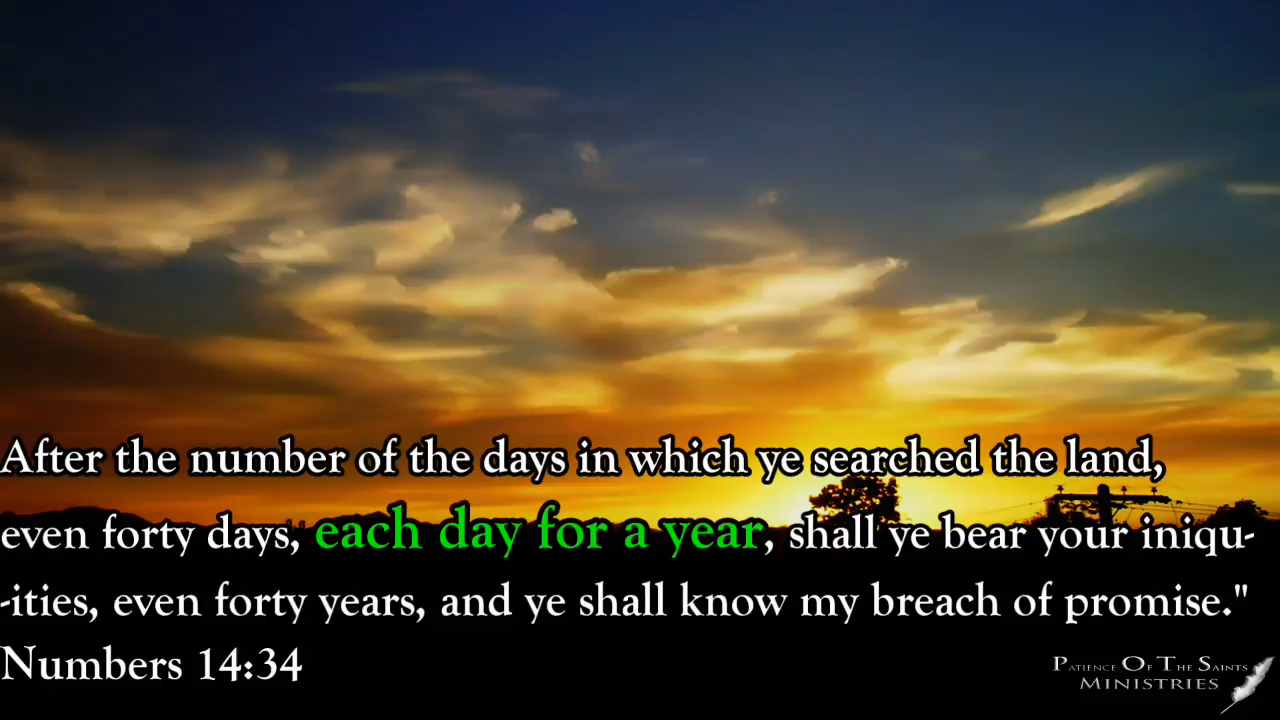 After the number of the days in which ye searched the land,
even forty days, each day for a year, shall ye bear your iniqu-
-ities, even forty years, and ye shall know my breach of promise."
Numbers 14:34
Patience Of The Saints
Ministries